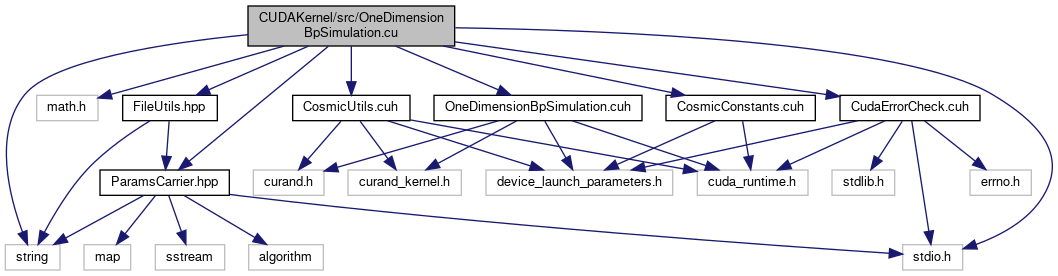 CUDAKernel/src/OneDimension
BpSimulation.cu
math.h
FileUtils.hpp
CosmicUtils.cuh
OneDimensionBpSimulation.cuh
CosmicConstants.cuh
CudaErrorCheck.cuh
ParamsCarrier.hpp
curand.h
curand_kernel.h
device_launch_parameters.h
cuda_runtime.h
stdlib.h
errno.h
string
map
sstream
algorithm
stdio.h